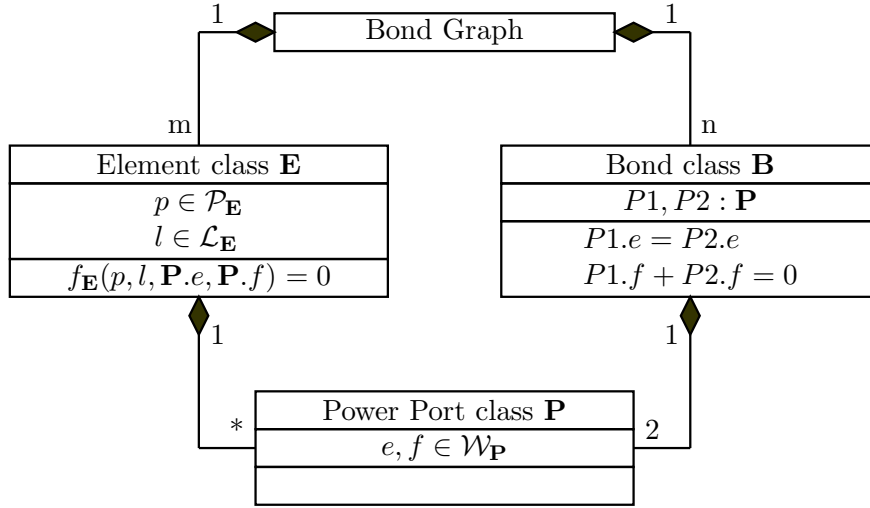 1
Bond Graph
1
m
n
Element class E
p ∈ 𝒫_E
l ∈ ℒ_E
f_E(p, l, P.e, P.f) = 0
Bond class B
P1, P2 : P
P1.e = P2.e
P1.f + P2.f = 0
1
1
*
2
Power Port class P
e, f ∈ 𝒲_P